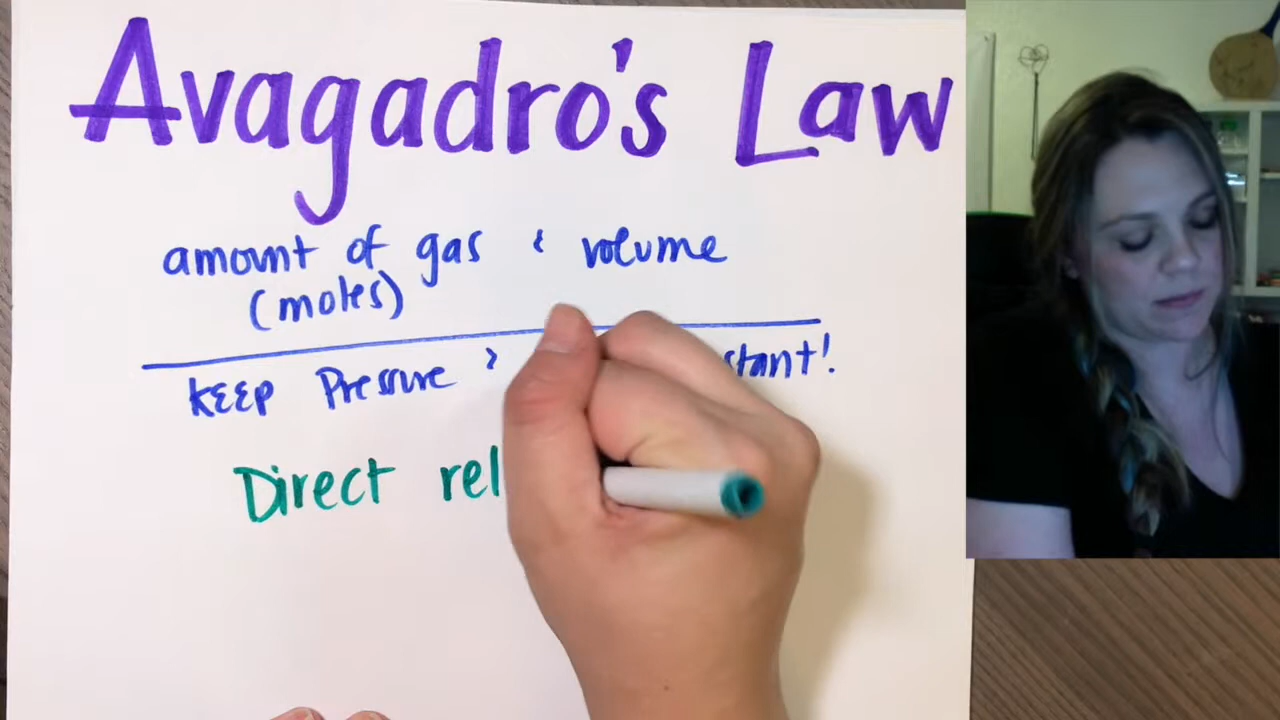 Avagadro's Law
amount of gas & volume
(moles)
keep Pressure & stant!
Direct rel